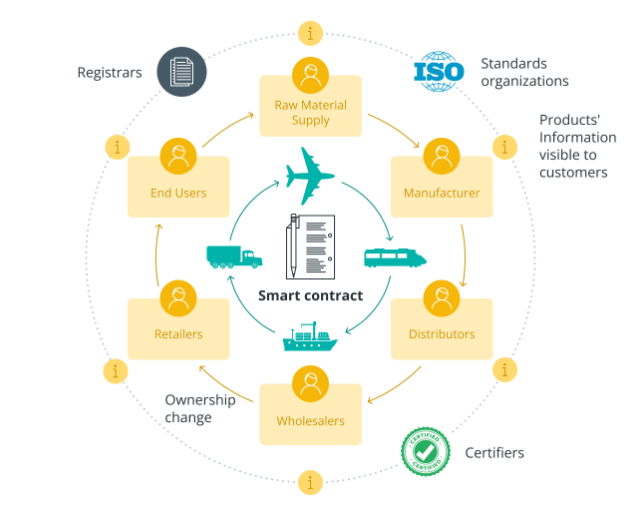 i
Registrars
ISO
Standards
organizations
Raw Material
Supply
Products'
Information
visible to
customers
i
i
End Users
Manufacturer
Smart contract
Retailers
Distributors
i
i
Ownership
change
Wholesalers
CERTIFIED
CERTIFIED
Certifiers
i